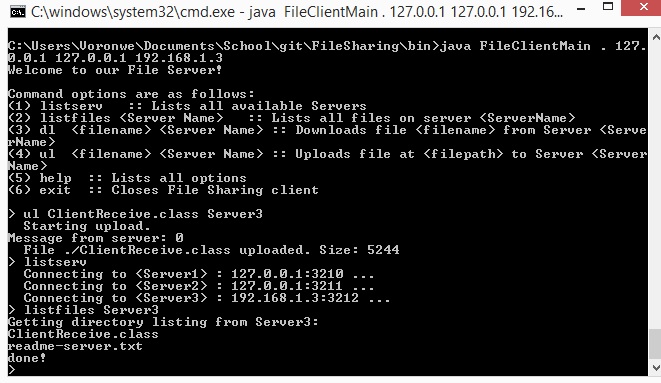 C:\windows\system32\cmd.exe - java  FileClientMain . 127.0.0.1 127.0.0.1 192.16...
C:\Users\Voronwe\Documents\School\git\FileSharing\bin>java FileClientMain . 127.
0.0.1 127.0.0.1 192.168.1.3
Welcome to our File Server!
Command options are as follows:
(1) listserv   :: Lists all available Servers
(2) listfiles <Server Name>   :: Lists all files on server <ServerName>
(3) dl  <filename> <Server Name> :: Downloads file <filename> from Server <Serve
rName>
(4) ul  <filename> <Server Name> :: Uploads file at <filepath> to Server <Server
Name>
(5) help  :: Lists all options
(6) exit  :: Closes File Sharing client
> ul ClientReceive.class Server3
  Starting upload.
Message from server: 0
  File ./ClientReceive.class uploaded. Size: 5244
> listserv
  Connecting to <Server1> : 127.0.0.1:3210 ...
  Connecting to <Server2> : 127.0.0.1:3211 ...
  Connecting to <Server3> : 192.168.1.3:3212 ...
> listfiles Server3
Getting directory listing from Server3:
ClientReceive.class
readme-server.txt
done!
>